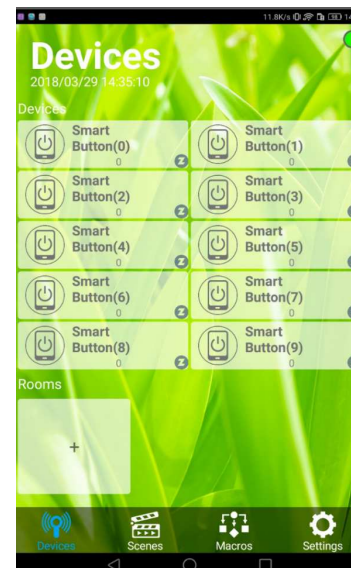 11.8K/s 14
Devices
2018/03/29 14:35:10
Devices
Smart
Button(0)
0
Z
Smart
Button(1)
0
Smart
Button(2)
0
Z
Smart
Button(3)
0
Smart
Button(4)
0
Z
Smart
Button(5)
0
Smart
Button(6)
0
Z
Smart
Button(7)
0
Smart
Button(8)
0
Z
Smart
Button(9)
0
Rooms
+
Devices Scenes Macros Settings